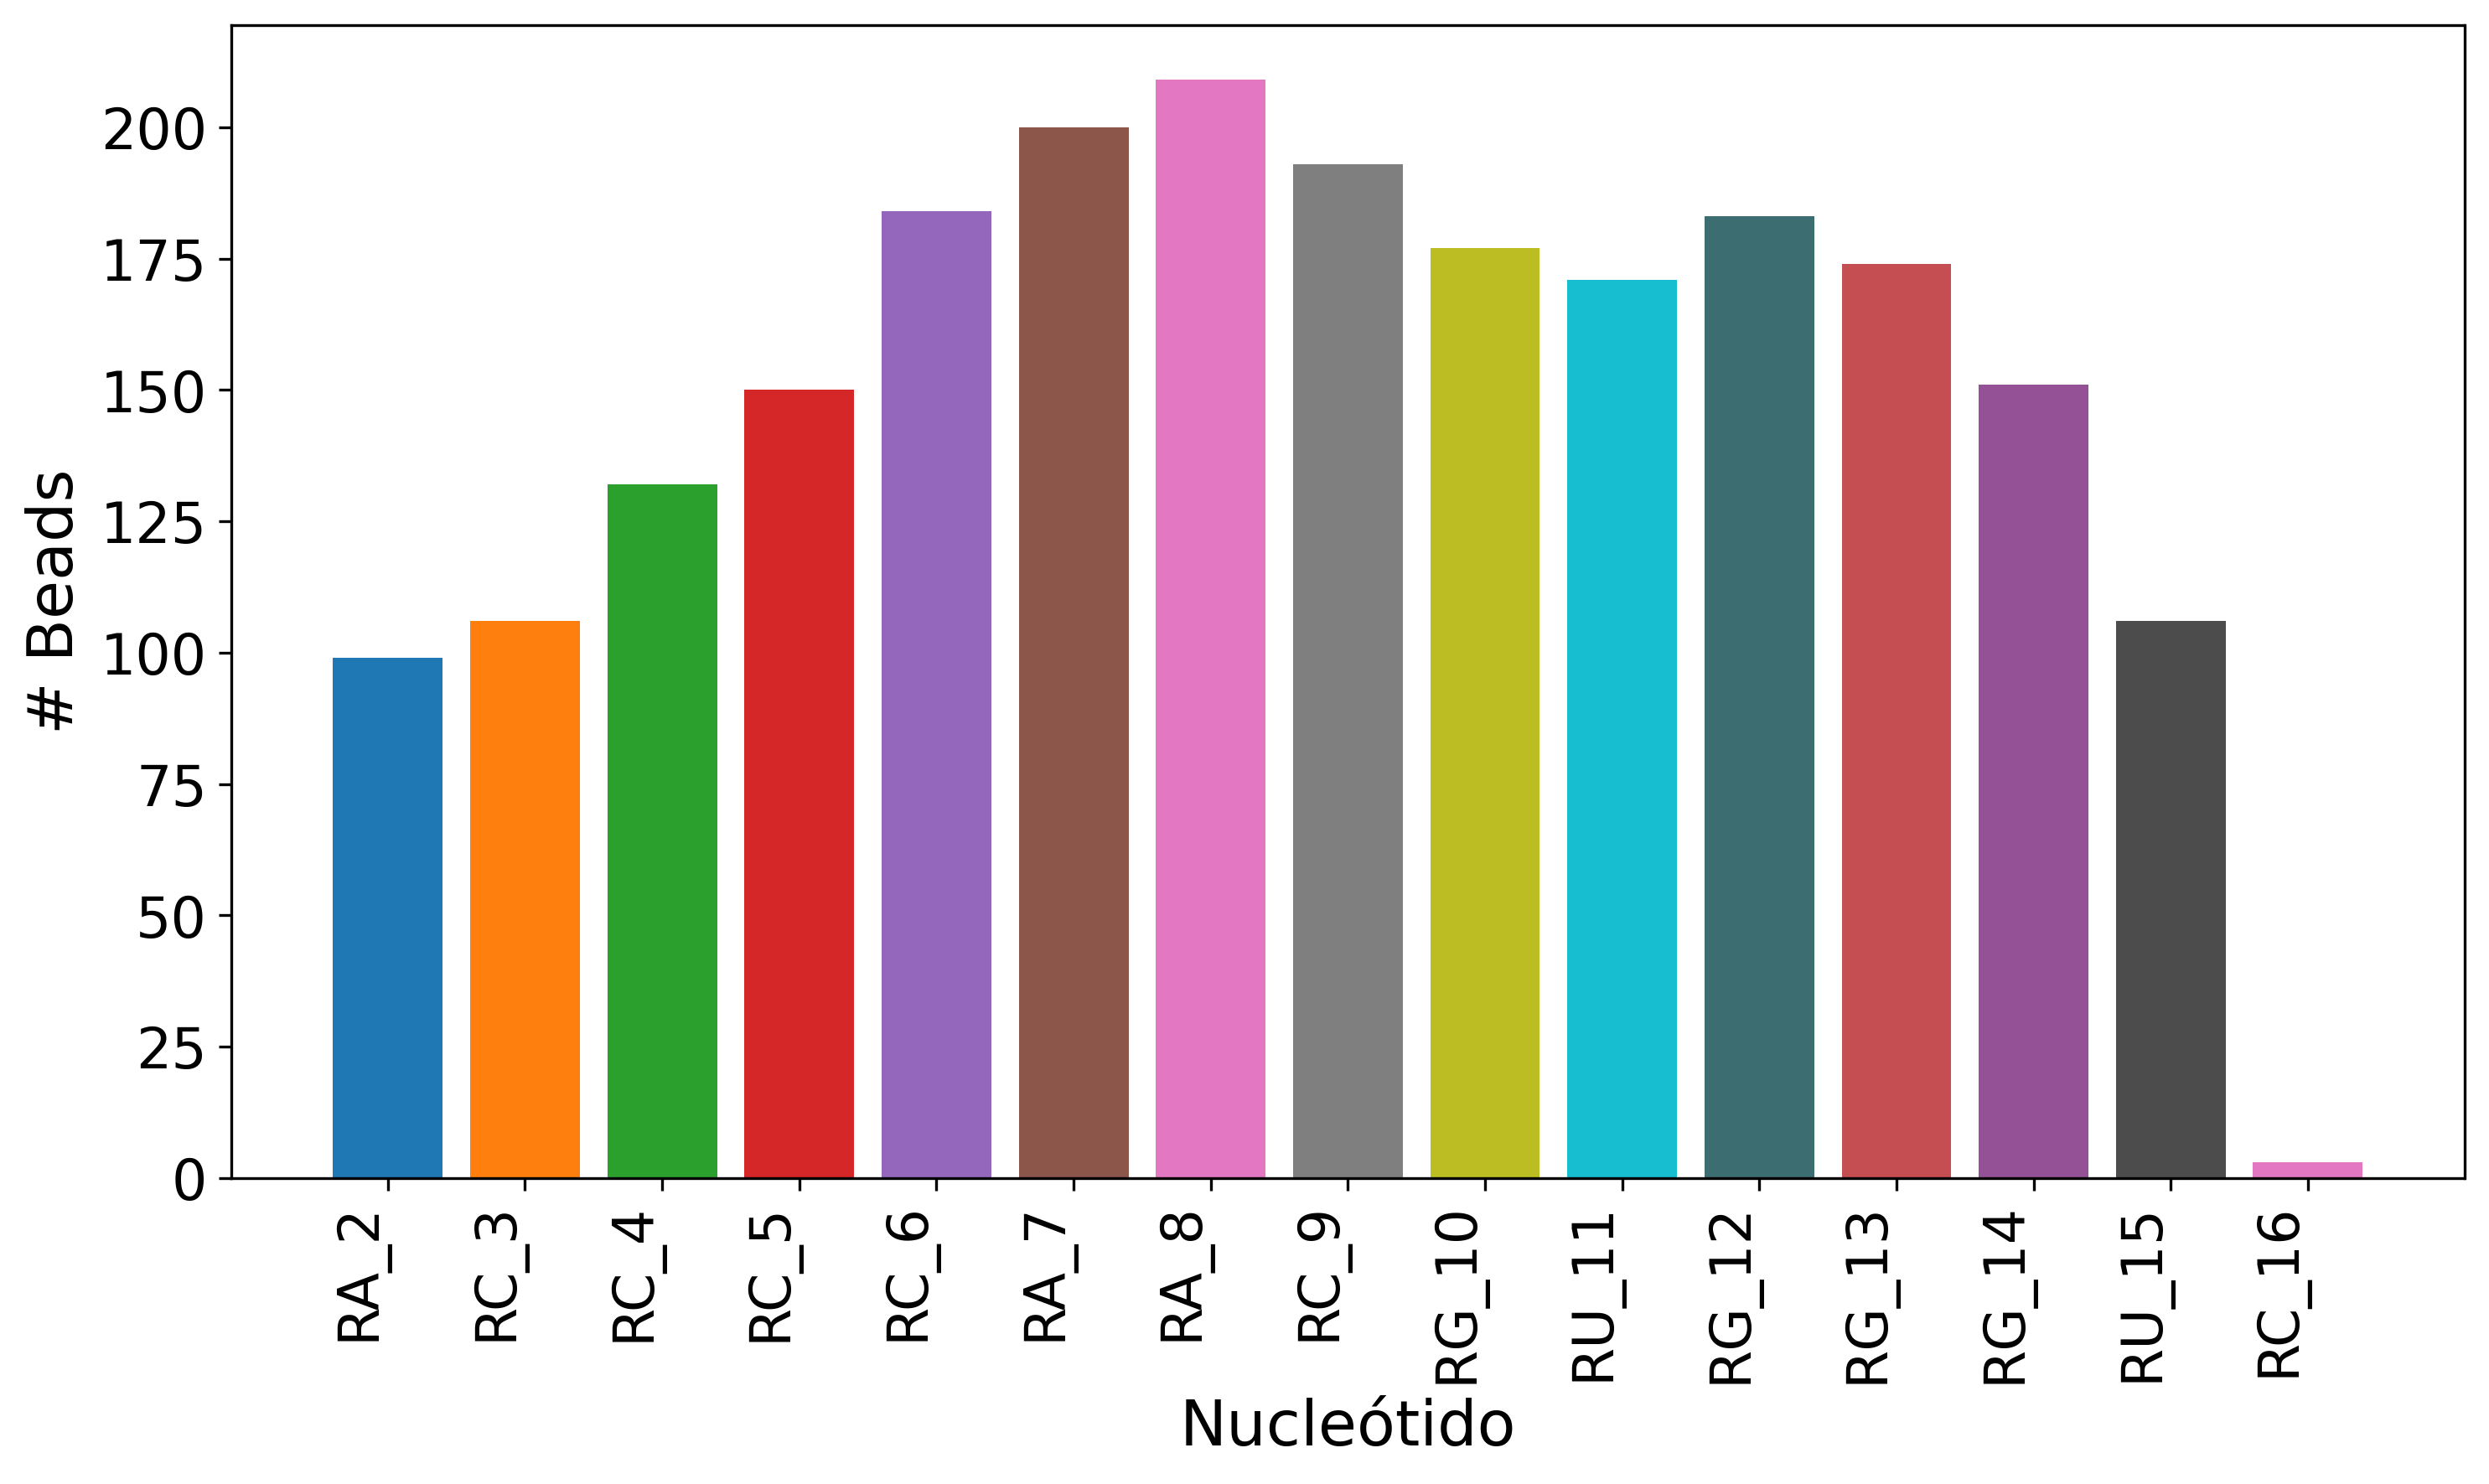 # Beads
200
175
150
125
100
75
50
25
0
RA_2
RC_3
RC_4
RC_5
RC_6
RA_7
RA_8
RC_9
RG_10
RU_11
RG_12
RG_13
RG_14
RU_15
RC_16
Nucleótido